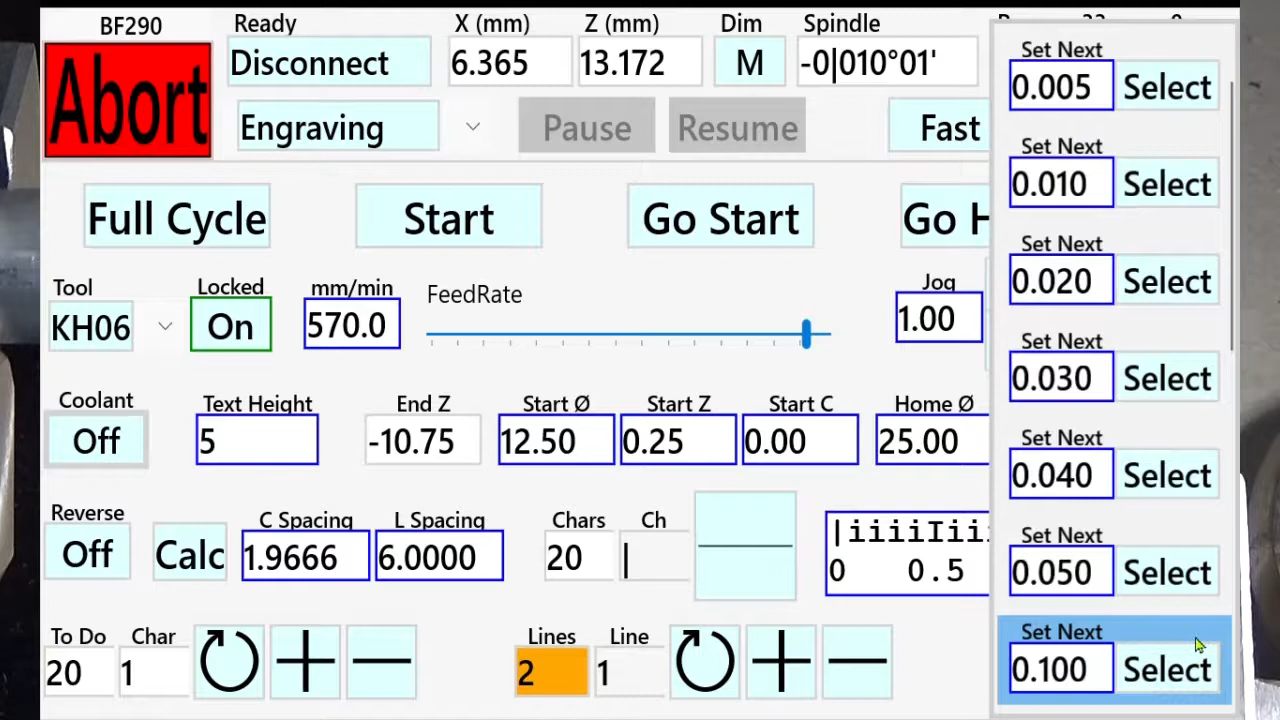 BF290
Abort
Ready
Disconnect
X (mm)
6.365
Z (mm)
13.172
Dim
M
Spindle
-0|010°01'
Engraving
Pause
Resume
Fast
Full Cycle
Start
Go Start
Go H
Tool
KH06
Locked
On
mm/min
570.0
FeedRate
Jog
1.00
Coolant
Off
Text Height
5
End Z
-10.75
Start Ø
12.50
Start Z
0.25
Start C
0.00
Home Ø
25.00
Reverse
Off
Calc
C Spacing
1.9666
L Spacing
6.0000
Chars
20
Ch
|
|iiiiIiii
0 0.5
To Do
20
Char
1
+
−
Lines
2
Line
1
+
−
Set Next
0.005 Select
Set Next
0.010 Select
Set Next
0.020 Select
Set Next
0.030 Select
Set Next
0.040 Select
Set Next
0.050 Select
Set Next
0.100 Select